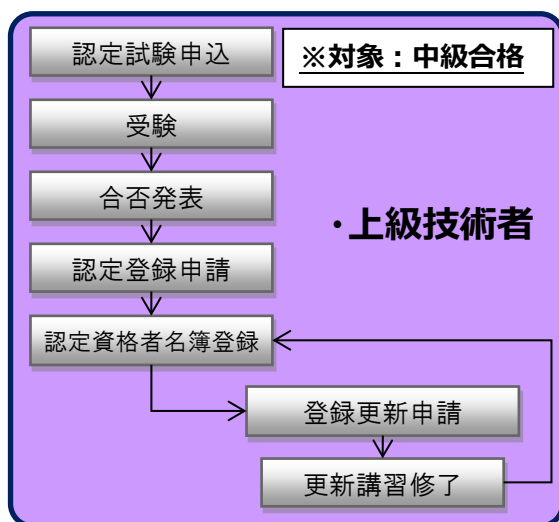 認定試験申込
※対象：中級合格
受験
合否発表
・上級技術者
認定登録申請
認定資格者名簿登録
登録更新申請
更新講習修了